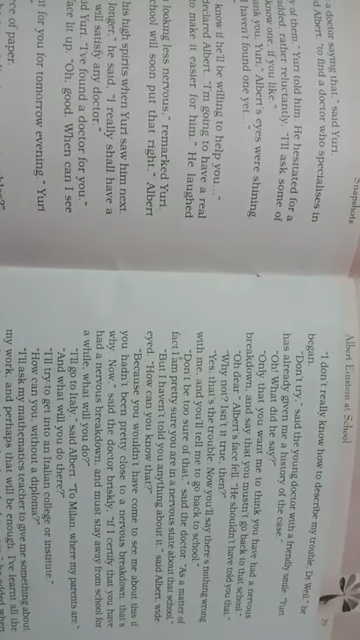 Snapshots
a doctor saying that," said Yuri.
d Albert, "to find a doctor who specialises in
y of them," Yuri told him. He hesitated for a
added, rather reluctantly, "I'll ask some of
know one, if you like."
ank you, Yuri." Albert's eyes were shining.
I haven't found one yet..."
know if he'll be willing to help you..."
declared Albert. "I'm going to have a real
to make it easier for him." He laughed
looking less nervous," remarked Yuri.
chool will soon put that right." Albert
his high spirits when Yuri saw him next.
longer," he said. "I really shall have a
will satisfy any doctor."
d Yuri. "I've found a doctor for you."
ace lit up. "Oh, good. When can I see
t for you for tomorrow evening," Yuri
ece of paper.
Albert Einstein at School
"I don't really know how to describe my trouble, Dr Weil," he
began.
"Don't try," said the young doctor with a friendly smile. "Yuri
has already given me a history of the case."
"Oh! What did he say?"
"Only that you want me to think you have had a nervous
breakdown, and say that you mustn't go back to that school."
"Oh dear." Albert's face fell. "He shouldn't have told you that."
"Why not? Isn't it true, then?"
"Yes, that's the trouble. Now you'll say there's nothing wrong
with me, and you'll tell me to go back to school."
"Don't be too sure of that," said the doctor. "As a matter of
fact I am pretty sure you are in a nervous state about that school."
"But I haven't told you anything about it," said Albert, wide-
eyed. "How can you know that?"
"Because you wouldn't have come to see me about this if
you hadn't been pretty close to a nervous breakdown, that's
why. Now," said the doctor briskly, "if I certify that you have
had a nervous breakdown, and must stay away from school for
a while, what will you do?"
"I'll go to Italy," said Albert. "To Milan, where my parents are."
"And what will you do there?"
"I'll try to get into an Italian college or institute."
"How can you, without a diploma?"
"I'll ask my mathematics teacher to give me something about
my work, and perhaps that will be enough. I've learnt all the